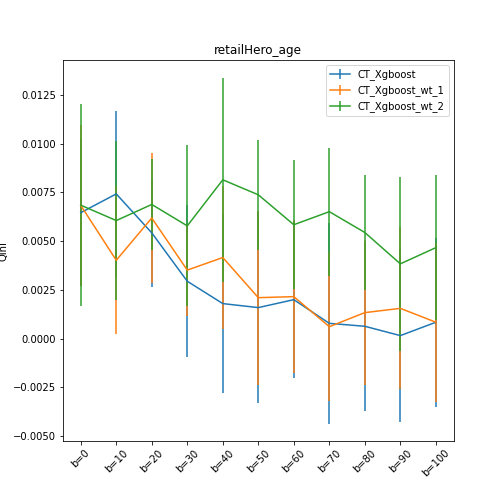 retailHero_age
CT_Xgboost
CT_Xgboost_wt_1
CT_Xgboost_wt_2
0.0125
0.0100
0.0075
0.0050
0.0025
0.0000
−0.0025
−0.0050
Qini
b=0 b=10 b=20 b=30 b=40 b=50 b=60 b=70 b=80 b=90 b=100